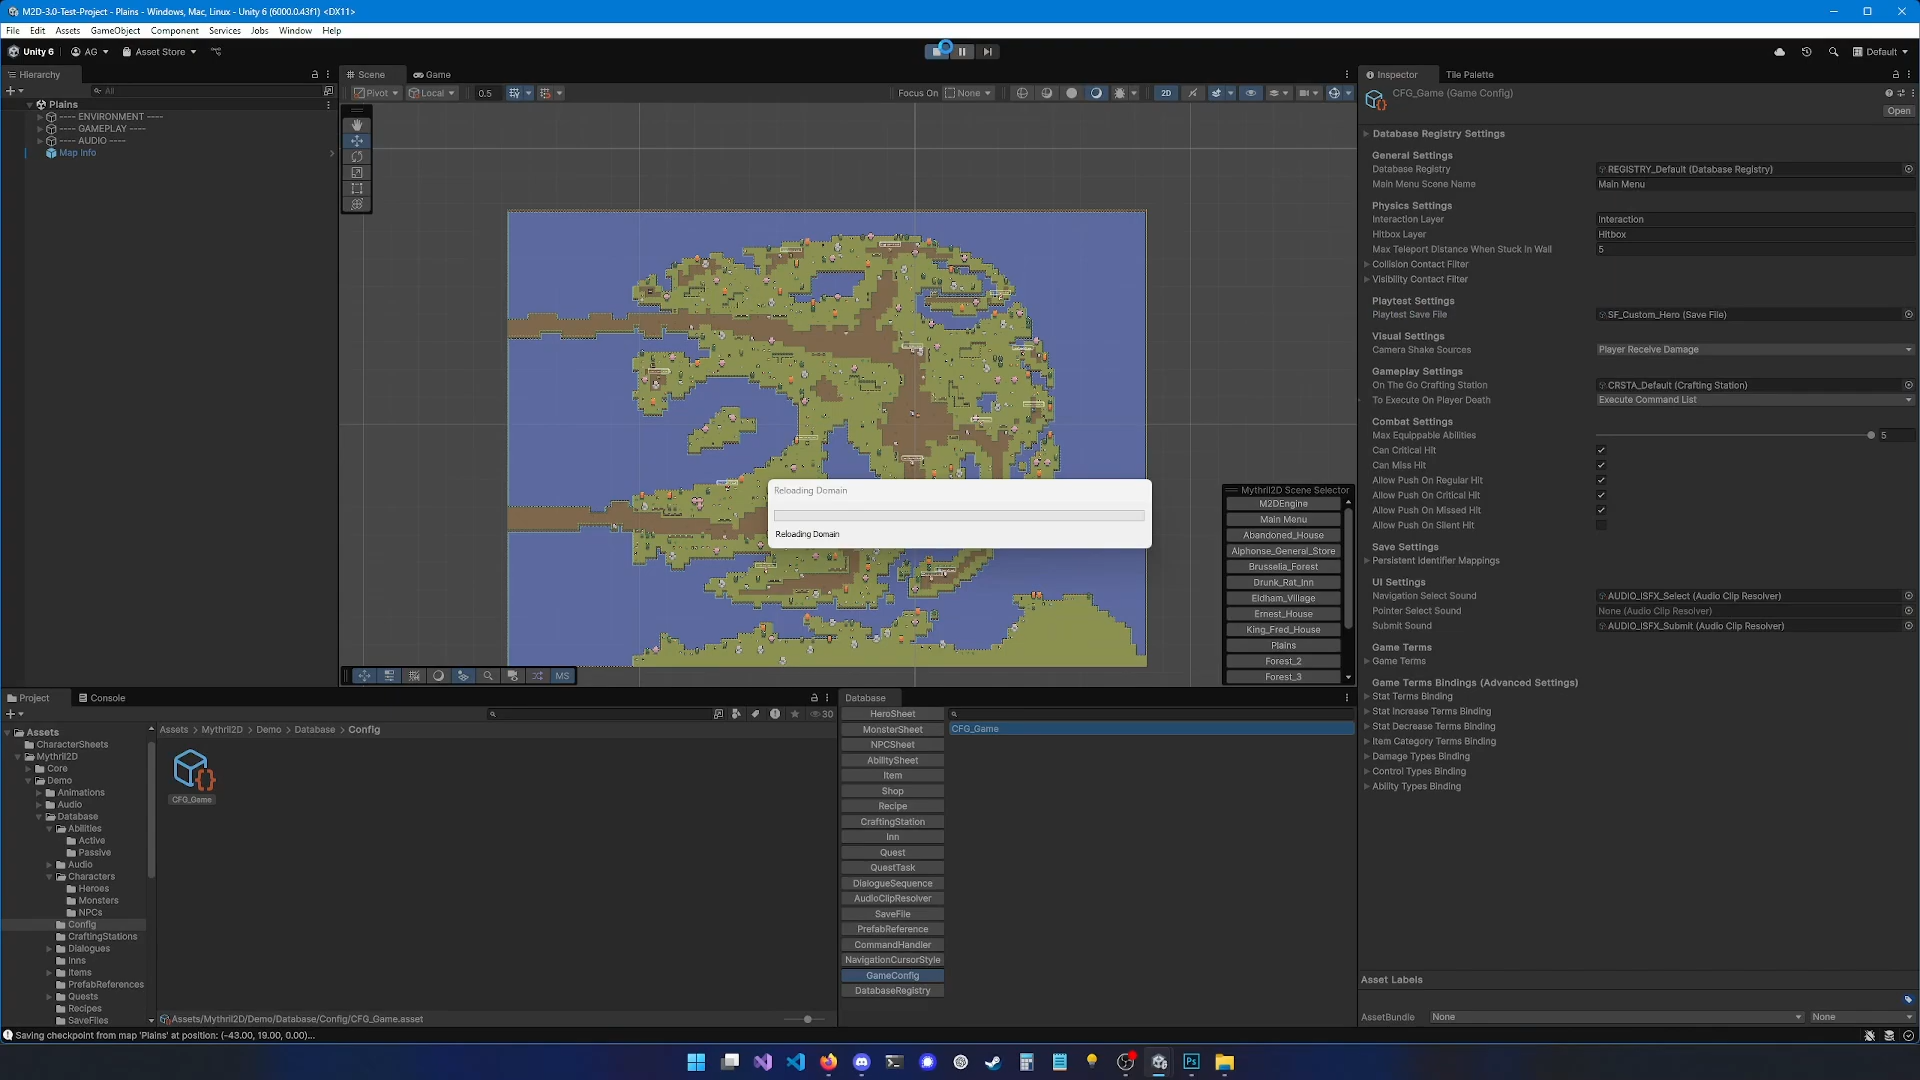 M2D-3.0-Test-Project - Plains - Windows, Mac, Linux - Unity 6 (6000.0.43f1) <DX11>
File Edit Assets GameObject Component Services Jobs Window Help
Unity 6 AG Asset Store Default
Hierarchy
All
Plains
---- ENVIRONMENT ----
---- GAMEPLAY ----
---- AUDIO ----
Map Info
Scene Game
Pivot Local 0.5 Focus On None 2D
Reloading Domain
Reloading Domain
Mythril2D Scene Selector
M2DEngine
Main Menu
Abandoned_House
Alphonse_General_Store
Brusselia_Forest
Drunk_Rat_Inn
Eldham_Village
Ernest_House
King_Fred_House
Plains
Forest_2
Forest_3
MS
Inspector Tile Palette
CFG_Game (Game Config)
Open
Database Registry Settings
General Settings
Database Registry REGISTRY_Default (Database Registry)
Main Menu Scene Name Main Menu
Physics Settings
Interaction Layer Interaction
Hitbox Layer Hitbox
Max Teleport Distance When Stuck In Wall 5
Collision Contact Filter
Visibility Contact Filter
Playtest Settings
Playtest Save File SF_Custom_Hero (Save File)
Visual Settings
Camera Shake Sources Player Receive Damage
Gameplay Settings
On The Go Crafting Station CRSTA_Default (Crafting Station)
To Execute On Player Death Execute Command List
Combat Settings
Max Equippable Abilities 5
Can Critical Hit
Can Miss Hit
Allow Push On Regular Hit
Allow Push On Critical Hit
Allow Push On Missed Hit
Allow Push On Silent Hit
Save Settings
Persistent Identifier Mappings
UI Settings
Navigation Select Sound AUDIO_ISFX_Select (Audio Clip Resolver)
Pointer Select Sound None (Audio Clip Resolver)
Submit Sound AUDIO_ISFX_Submit (Audio Clip Resolver)
Game Terms
Game Terms
Game Terms Bindings (Advanced Settings)
Stat Terms Binding
Stat Increase Terms Binding
Stat Decrease Terms Binding
Item Category Terms Binding
Damage Types Binding
Control Types Binding
Ability Types Binding
Asset Labels
AssetBundle None None
Project Console
30
Assets
CharacterSheets
Mythril2D
Core
Demo
Animations
Audio
Database
Abilities
Active
Passive
Audio
Characters
Heroes
Monsters
NPCs
Config
CraftingStations
Dialogues
Inns
Items
PrefabReferences
Quests
Recipes
SaveFiles
Assets > Mythril2D > Demo > Database > Config
CFG_Game
Assets/Mythril2D/Demo/Database/Config/CFG_Game.asset
Database
HeroSheet
MonsterSheet
NPCSheet
AbilitySheet
Item
Shop
Recipe
CraftingStation
Inn
Quest
QuestTask
DialogueSequence
AudioClipResolver
SaveFile
PrefabReference
CommandHandler
NavigationCursorStyle
GameConfig
DatabaseRegistry
CFG_Game
Saving checkpoint from map 'Plains' at position: (-43.00, 19.00, 0.00)...
Ps